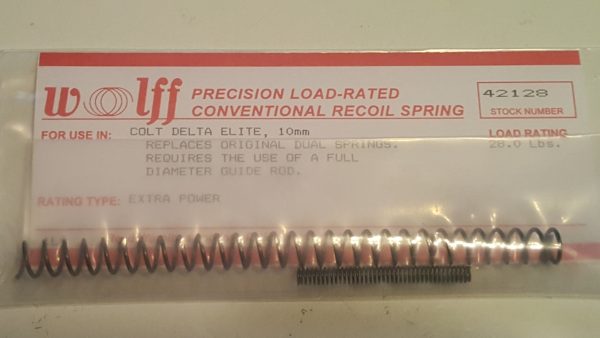 wolff
PRECISION LOAD-RATED
CONVENTIONAL RECOIL SPRING
42128
STOCK NUMBER
FOR USE IN: COLT DELTA ELITE, 10mm
REPLACES ORIGINAL DUAL SPRINGS.
REQUIRES THE USE OF A FULL
DIAMETER GUIDE ROD.
LOAD RATING
28.0 Lbs.
RATING TYPE: EXTRA POWER